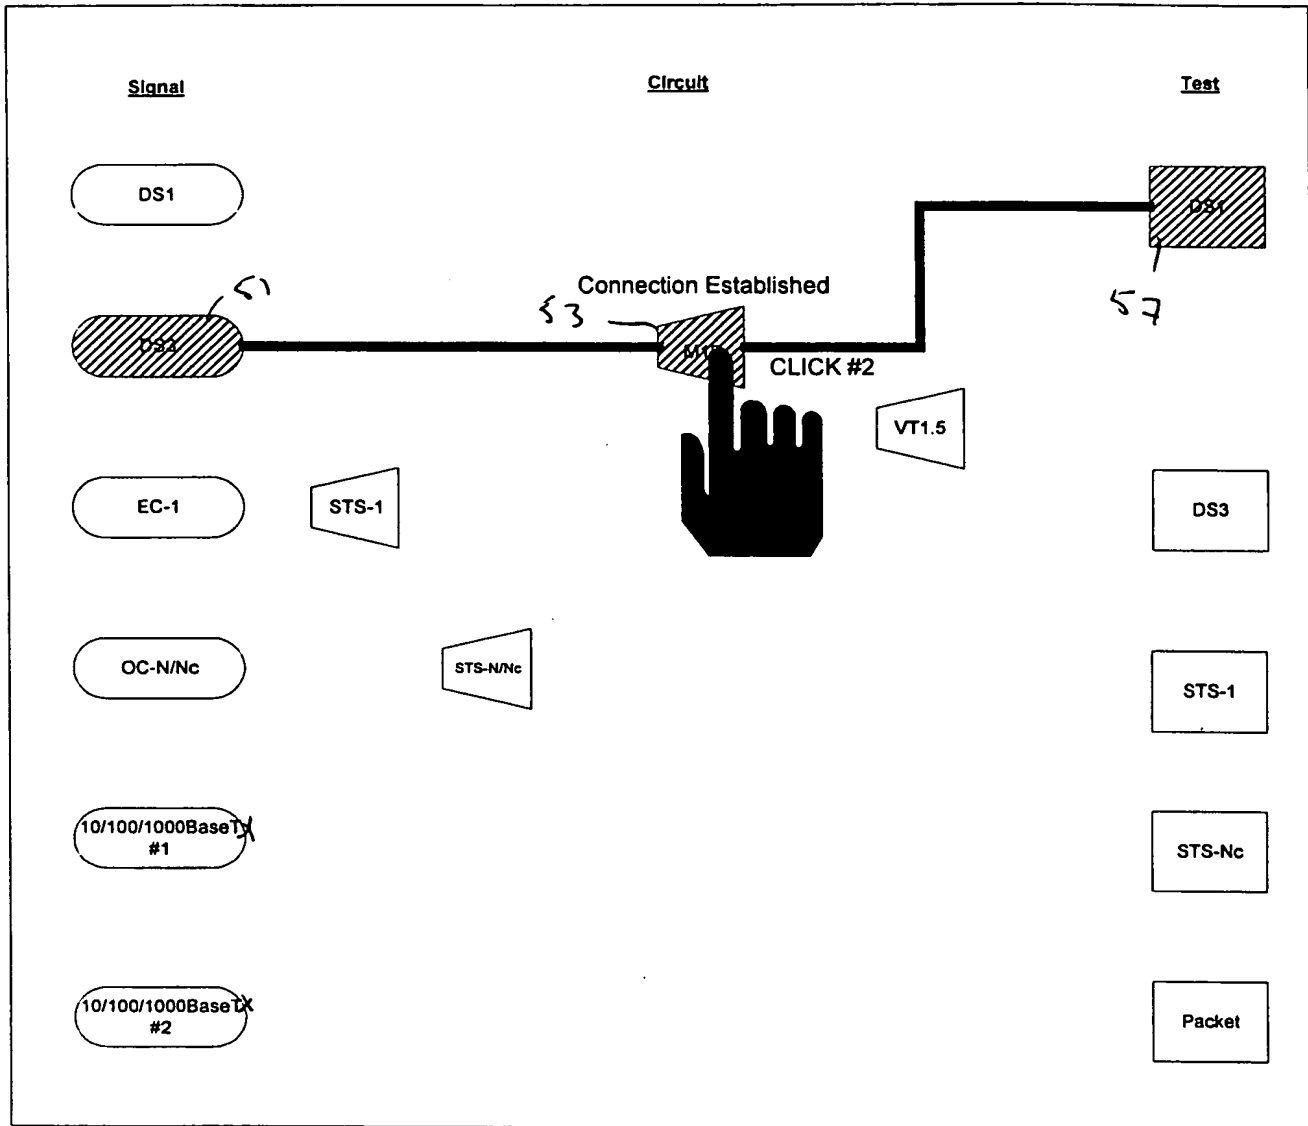 Signal
Circuit
Test
DS1
DS1
51
Connection Established
53
57
DS3
CLICK #2
VT1.5
EC-1
STS-1
DS3
OC-N/Nc
STS-N/Nc
STS-1
10/100/1000BaseTX
#1
STS-Nc
10/100/1000BaseTX
#2
Packet